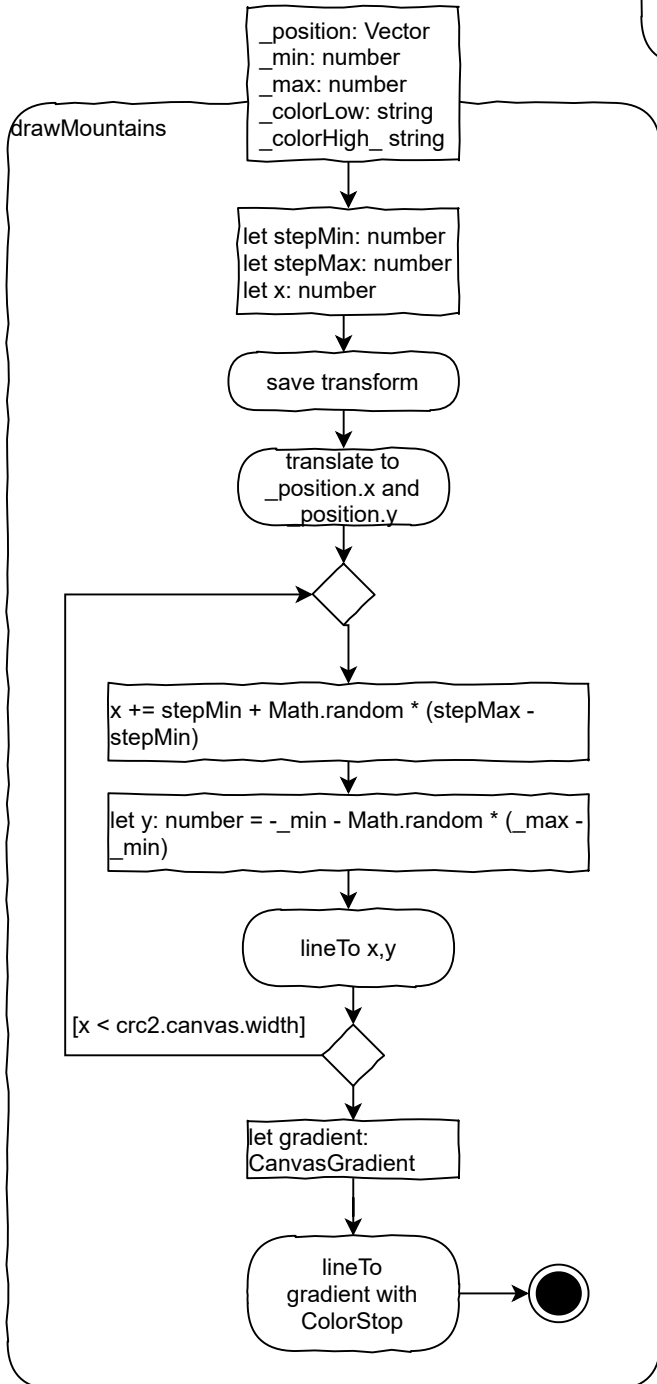 _position: Vector
_min: number
_max: number
_colorLow: string
_colorHigh_ string
drawMountains
let stepMin: number
let stepMax: number
let x: number
save transform
translate to
_position.x and
_position.y
x += stepMin + Math.random * (stepMax -
stepMin)
let y: number = -_min - Math.random * (_max -
_min)
lineTo x,y
[x < crc2.canvas.width]
let gradient:
CanvasGradient
lineTo
gradient with
ColorStop